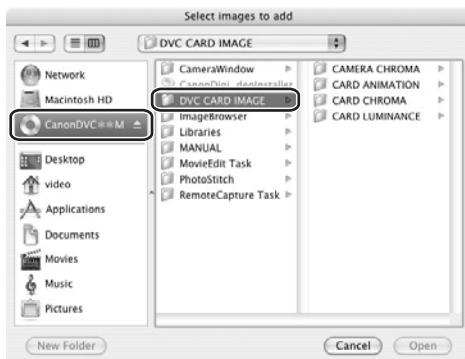 Select images to add
DVC CARD IMAGE
Network
Macintosh HD
CanonDVC**M
Desktop
video
Applications
Documents
Movies
Music
Pictures
CameraWindow
CanonDigi_deginstaller
DVC CARD IMAGE
ImageBrowser
Libraries
MANUAL
MovieEdit Task
PhotoStitch
RemoteCapture Task
CAMERA CHROMA
CARD ANIMATION
CARD CHROMA
CARD LUMINANCE
New Folder
Cancel
Open